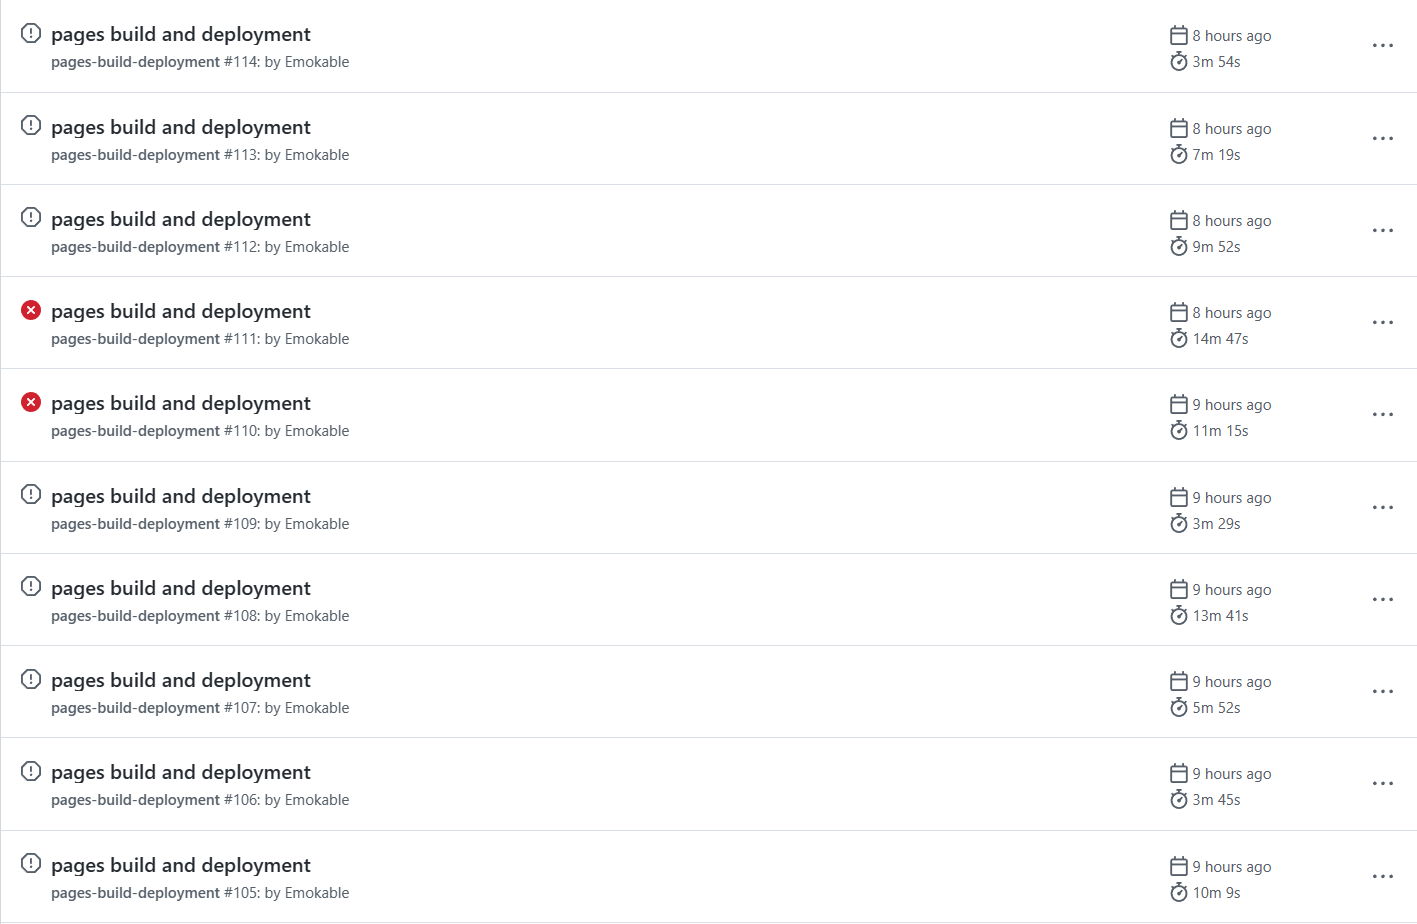 pages build and deployment
8 hours ago
pages-build-deployment #114: by Emokable
3m 54s
pages build and deployment
8 hours ago
pages-build-deployment #113: by Emokable
7m 19s
pages build and deployment
8 hours ago
pages-build-deployment #112: by Emokable
9m 52s
pages build and deployment
8 hours ago
pages-build-deployment #111: by Emokable
14m 47s
pages build and deployment
9 hours ago
pages-build-deployment #110: by Emokable
11m 15s
pages build and deployment
9 hours ago
pages-build-deployment #109: by Emokable
3m 29s
pages build and deployment
9 hours ago
pages-build-deployment #108: by Emokable
13m 41s
pages build and deployment
9 hours ago
pages-build-deployment #107: by Emokable
5m 52s
pages build and deployment
9 hours ago
pages-build-deployment #106: by Emokable
3m 45s
pages build and deployment
9 hours ago
pages-build-deployment #105: by Emokable
10m 9s